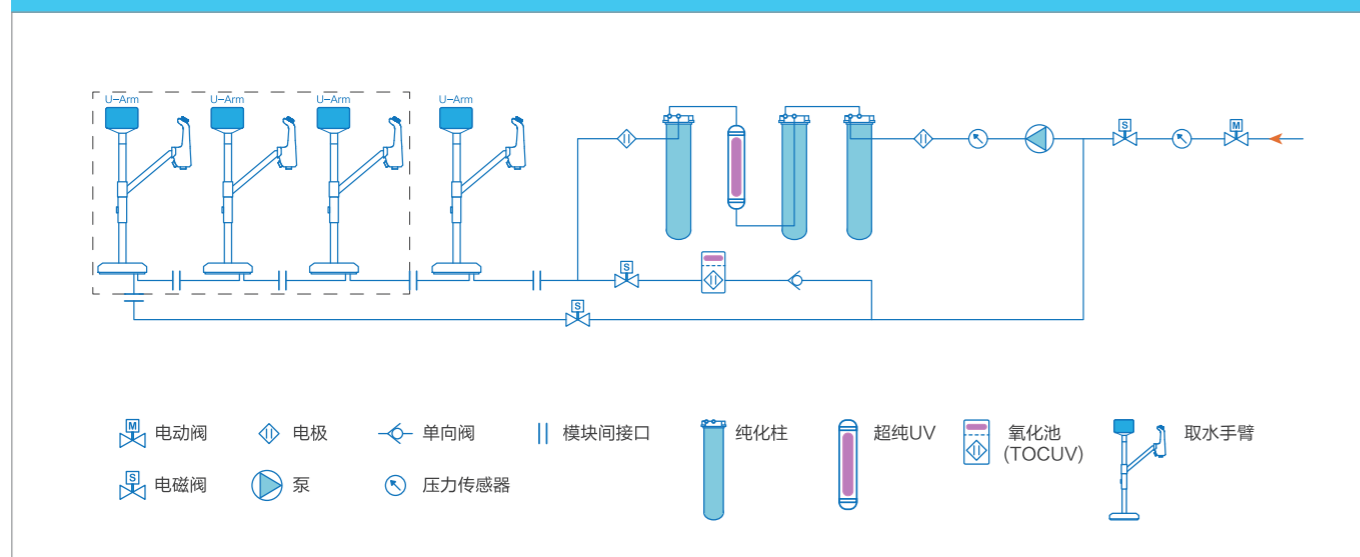 U-Arm
U-Arm
U-Arm
U-Arm
S
M
S
S
M
电动阀
电极
单向阀
模块间接口
纯化柱
超纯UV
氧化池
(TOCUV)
取水手臂
S
电磁阀
泵
压力传感器